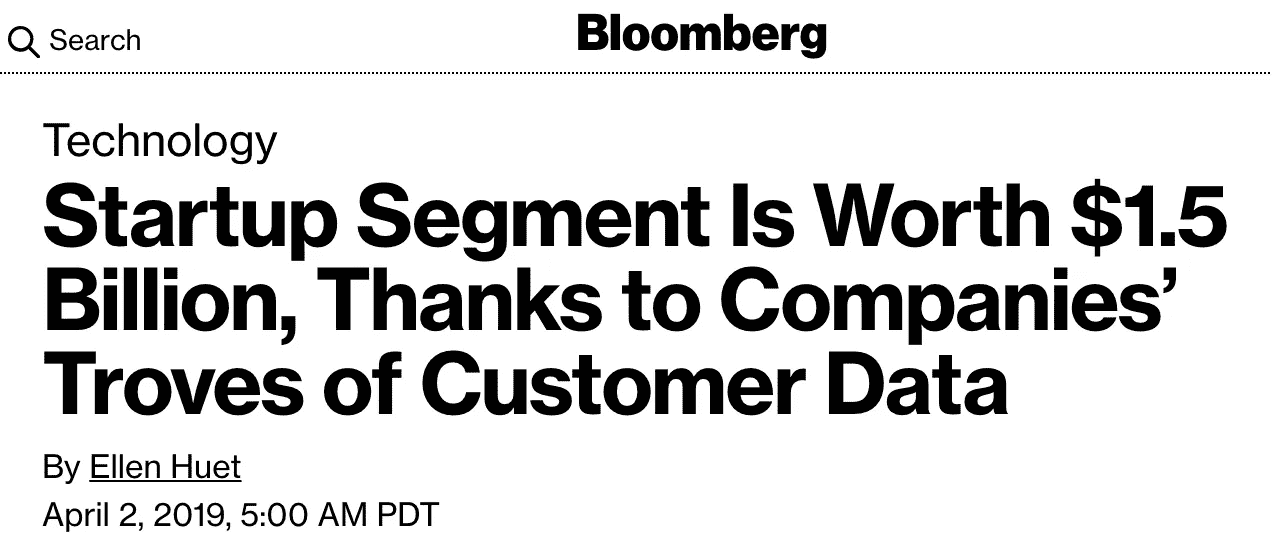 Search
Bloomberg
Technology
Startup Segment Is Worth $1.5
Billion, Thanks to Companies’
Troves of Customer Data
By Ellen Huet
April 2, 2019, 5:00 AM PDT